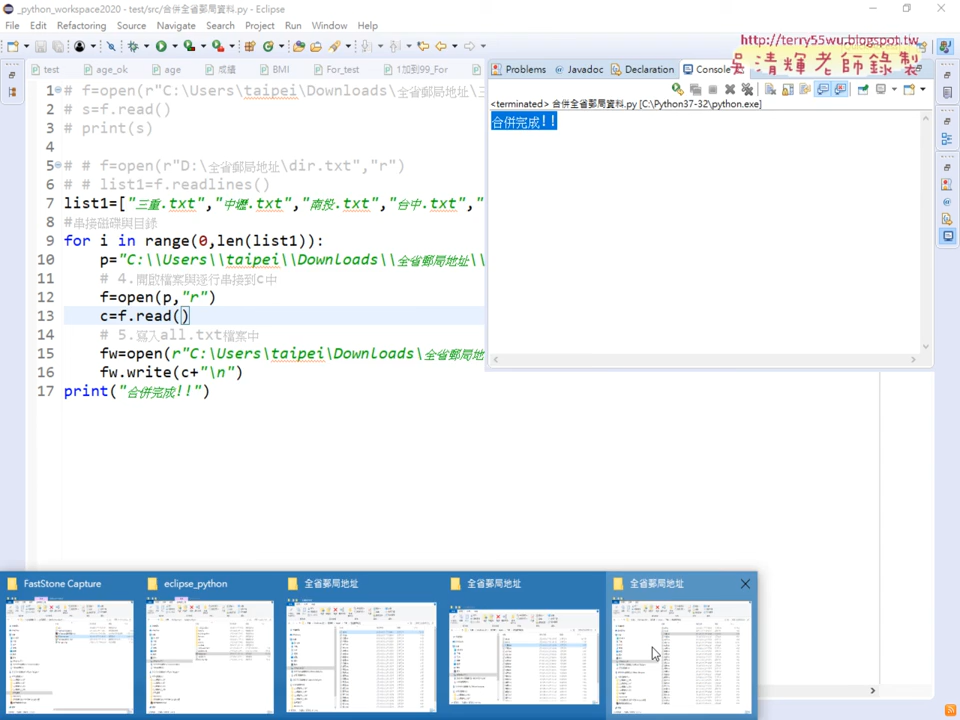 _python_workspace2020 - test/src/合併全省郵局資料.py - Eclipse
File Edit Refactoring Source Navigate Search Project Run Window Help
http://terry55wu.blogspot.tw
吳清輝老師錄製
test age_ok age 成績 BMI For_test 1加到99_For
Problems @ Javadoc Declaration Console
<terminated> 合併全省郵局資料.py [C:\Python37-32\python.exe]
合併完成!!
1 # f=open(r"C:\Users\taipei\Downloads\全省郵局地址\三
2 # s=f.read()
3 # print(s)
4
5 # # f=open(r"D:\全省郵局地址\dir.txt","r")
6 # # list1=f.readlines()
7 list1=["三重.txt","中壢.txt","南投.txt","台中.txt","
8 #串接磁碟與目錄
9 for i in range(0,len(list1)):
10 p="C:\\Users\\taipei\\Downloads\\全省郵局地址\\
11 # 4.開啟檔案與逐行串接到c中
12 f=open(p,"r")
13 c=f.read()
14 # 5.寫入all.txt檔案中
15 fw=open(r"C:\Users\taipei\Downloads\全省郵局地
16 fw.write(c+"\n")
17 print("合併完成!!")
FastStone Capture eclipse_python 全省郵局地址 全省郵局地址 全省郵局地址